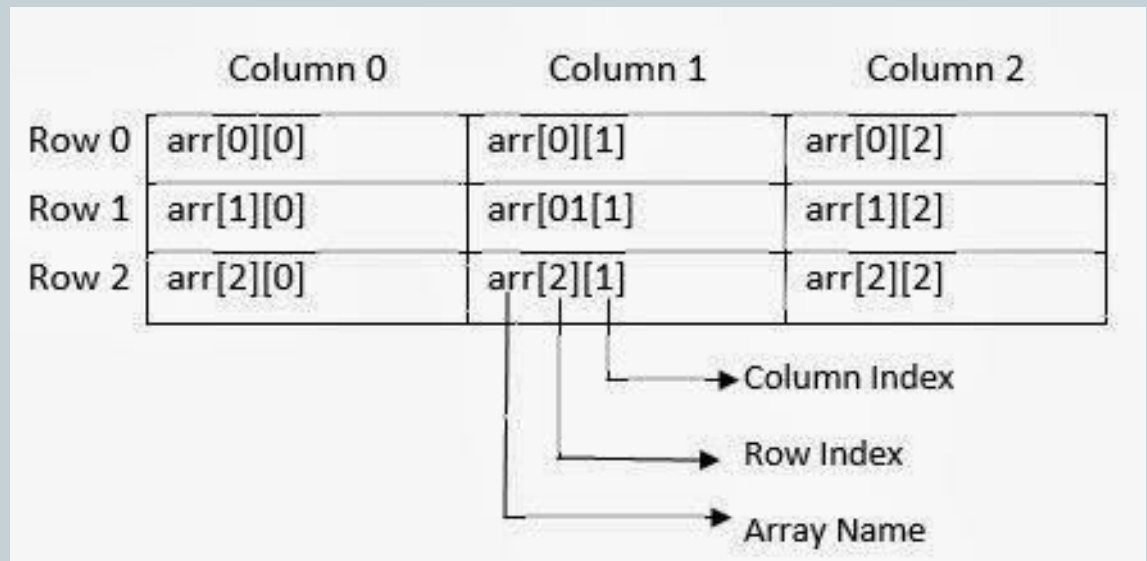 Column 0 Column 1 Column 2
Row 0 arr[0][0] arr[0][1] arr[0][2]
Row 1 arr[1][0] arr[01[1] arr[1][2]
Row 2 arr[2][0] arr[2][1] arr[2][2]
Column Index
Row Index
Array Name